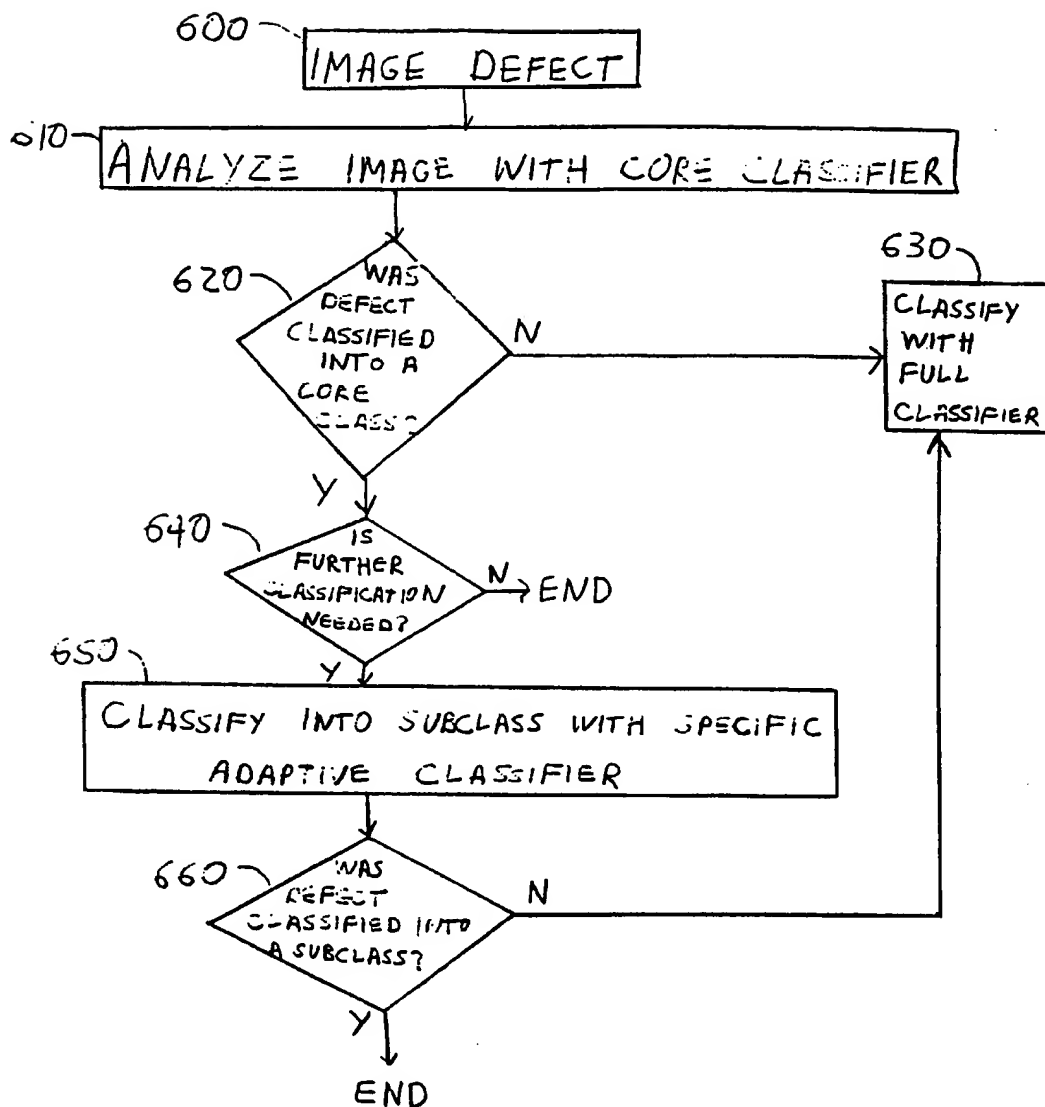 600
IMAGE DEFECT
610
ANALYZE IMAGE WITH CORE CLASSIFIER
620
WAS
DEFECT
CLASSIFIED
INTO A
CORE
CLASS?
N
630
CLASSIFY
WITH
FULL
CLASSIFIER
Y
640
IS
FURTHER
CLASSIFICATION
NEEDED?
N
END
Y
650
CLASSIFY INTO SUBCLASS WITH SPECIFIC
ADAPTIVE CLASSIFIER
660
WAS
DEFECT
CLASSIFIED INTO
A SUBCLASS?
N
Y
END